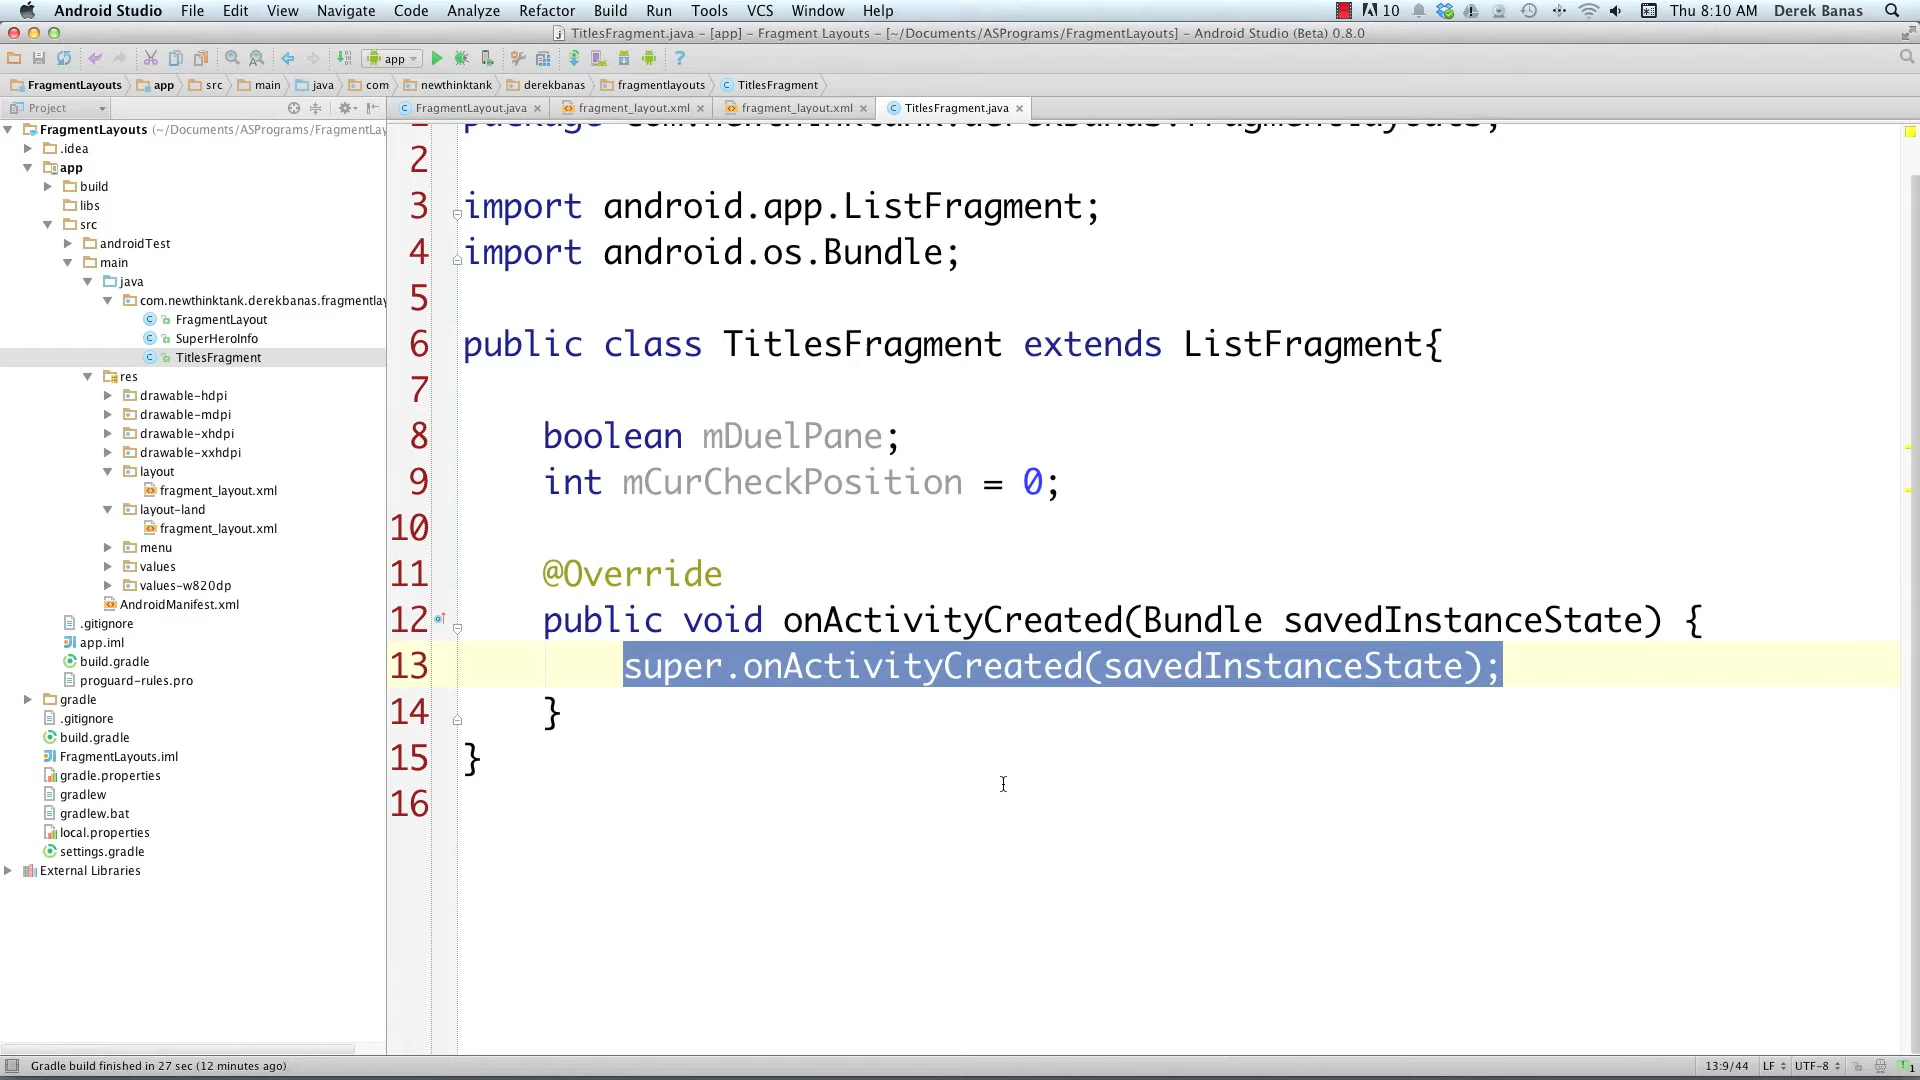 Android Studio File Edit View Navigate Code Analyze Refactor Build Run Tools VCS Window Help 10 Thu 8:10 AM Derek Banas
TitlesFragment.java - [app] - Fragment Layouts - [~/Documents/ASPrograms/FragmentLayouts] - Android Studio (Beta) 0.8.0
app
FragmentLayouts app src main java com newthinktank derekbanas fragmentlayouts TitlesFragment
Project
FragmentLayout.java fragment_layout.xml fragment_layout.xml TitlesFragment.java
FragmentLayouts (~/Documents/ASPrograms/FragmentLay
.idea
app
build
libs
src
androidTest
main
java
com.newthinktank.derekbanas.fragmentlay
FragmentLayout
SuperHeroInfo
TitlesFragment
res
drawable-hdpi
drawable-mdpi
drawable-xhdpi
drawable-xxhdpi
layout
fragment_layout.xml
layout-land
fragment_layout.xml
menu
values
values-w820dp
AndroidManifest.xml
.gitignore
app.iml
build.gradle
proguard-rules.pro
gradle
.gitignore
build.gradle
FragmentLayouts.iml
gradle.properties
gradlew
gradlew.bat
local.properties
settings.gradle
External Libraries
package com.newthinktank.derekbanas.fragmentlayouts;
2
3 import android.app.ListFragment;
4 import android.os.Bundle;
5
6 public class TitlesFragment extends ListFragment{
7
8 boolean mDuelPane;
9 int mCurCheckPosition = 0;
10
11 @Override
12 public void onActivityCreated(Bundle savedInstanceState) {
13 super.onActivityCreated(savedInstanceState);
14 }
15 }
16
Gradle build finished in 27 sec (12 minutes ago) 13:9/44 LF UTF-8 1